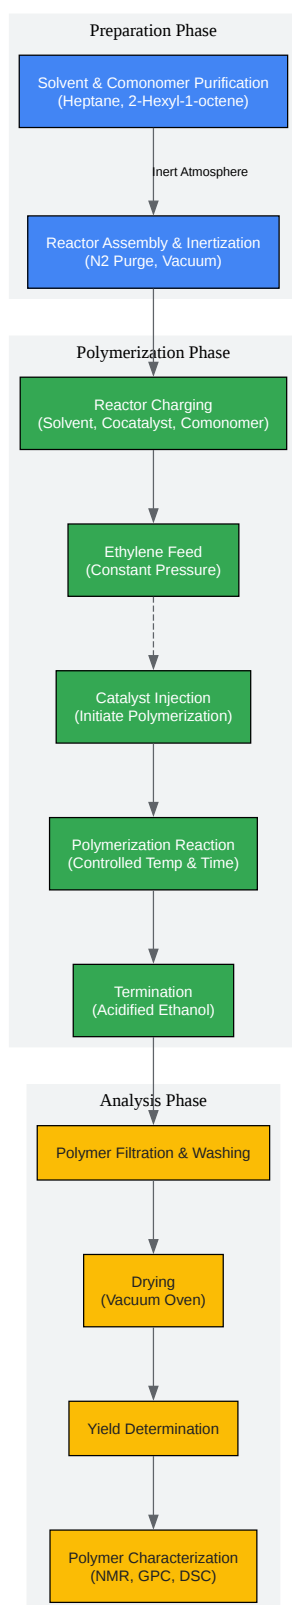 Preparation Phase
Solvent & Comonomer Purification
(Heptane, 2-Hexyl-1-octene)
Inert Atmosphere
Reactor Assembly & Inertization
(N2 Purge, Vacuum)
Polymerization Phase
Reactor Charging
(Solvent, Cocatalyst, Comonomer)
Ethylene Feed
(Constant Pressure)
Catalyst Injection
(Initiate Polymerization)
Polymerization Reaction
(Controlled Temp & Time)
Termination
(Acidified Ethanol)
Analysis Phase
Polymer Filtration & Washing
Drying
(Vacuum Oven)
Yield Determination
Polymer Characterization
(NMR, GPC, DSC)